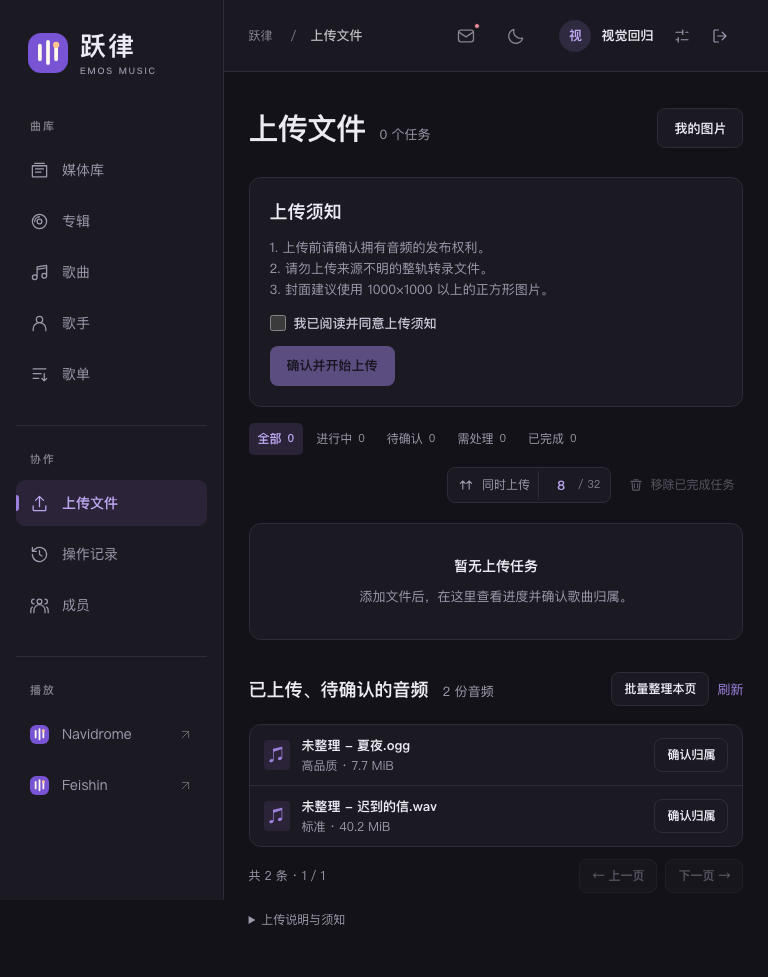 跃律
EMOS MUSIC
曲库
媒体库
专辑
歌曲
歌手
歌单
协作
上传文件
操作记录
成员
播放
Navidrome
Feishin
跃律 / 上传文件
视 视觉回归
上传文件 0 个任务
我的图片
上传须知
1. 上传前请确认拥有音频的发布权利。
2. 请勿上传来源不明的整轨转录文件。
3. 封面建议使用 1000×1000 以上的正方形图片。
我已阅读并同意上传须知
确认并开始上传
全部 0 进行中 0 待确认 0 需处理 0 已完成 0
同时上传 8 / 32 移除已完成任务
暂无上传任务
添加文件后，在这里查看进度并确认歌曲归属。
已上传、待确认的音频 2 份音频
批量整理本页 刷新
未整理 – 夏夜.ogg
高品质 · 7.7 MiB
确认归属
未整理 – 迟到的信.wav
标准 · 40.2 MiB
确认归属
共 2 条 · 1 / 1
← 上一页 下一页 →
▶ 上传说明与须知